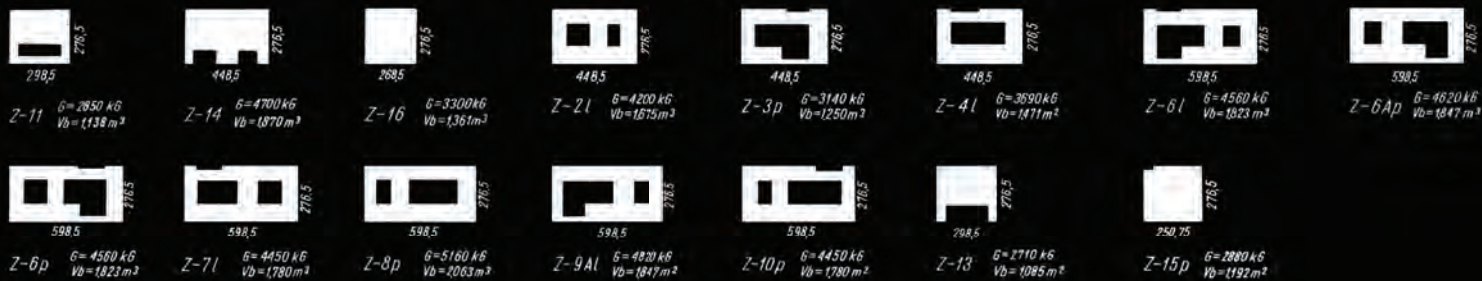 276,5
298,5
Z-11 G=2850 kG
Vb=1,138 m³
276,5
448,5
Z-14 G=4700 kG
Vb=1,870 m³
276,5
268,5
Z-16 G=3300 kG
Vb=1,361 m³
276,5
448,5
Z-2l G=4200 kG
Vb=1,675 m³
276,5
448,5
Z-3p G=3140 kG
Vb=1,250 m³
276,5
448,5
Z-4l G=3690 kG
Vb=1,471 m²
276,5
598,5
Z-6l G=4560 kG
Vb=1,823 m³
276,5
598,5
Z-6Ap G=4620 kG
Vb=1,847 m³
276,5
598,5
Z-6p G=4560 kG
Vb=1,823 m³
276,5
598,5
Z-7l G=4450 kG
Vb=1,780 m³
276,5
598,5
Z-8p G=5160 kG
Vb=2,063 m³
276,5
598,5
Z-9Al G=4820 kG
Vb=1,847 m²
276,5
598,5
Z-10p G=4450 kG
Vb=1,780 m²
276,5
298,5
Z-13 G=2710 kG
Vb=1,085 m²
276,5
250,75
Z-15p G=2880 kG
Vb=1,192 m²